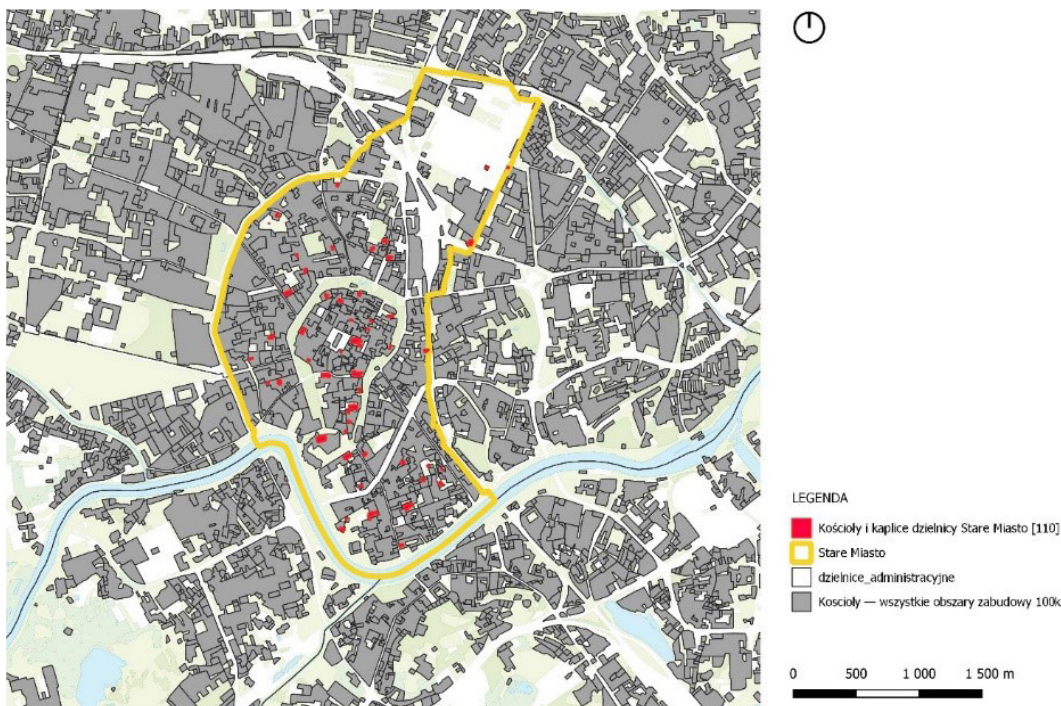 LEGENDA
Kościoły i kaplice dzielnicy Stare Miasto [110]
Stare Miasto
dzielnice_administracyjne
Koscioły — wszystkie obszary zabudowy 100k
0 500 1 000 1 500 m